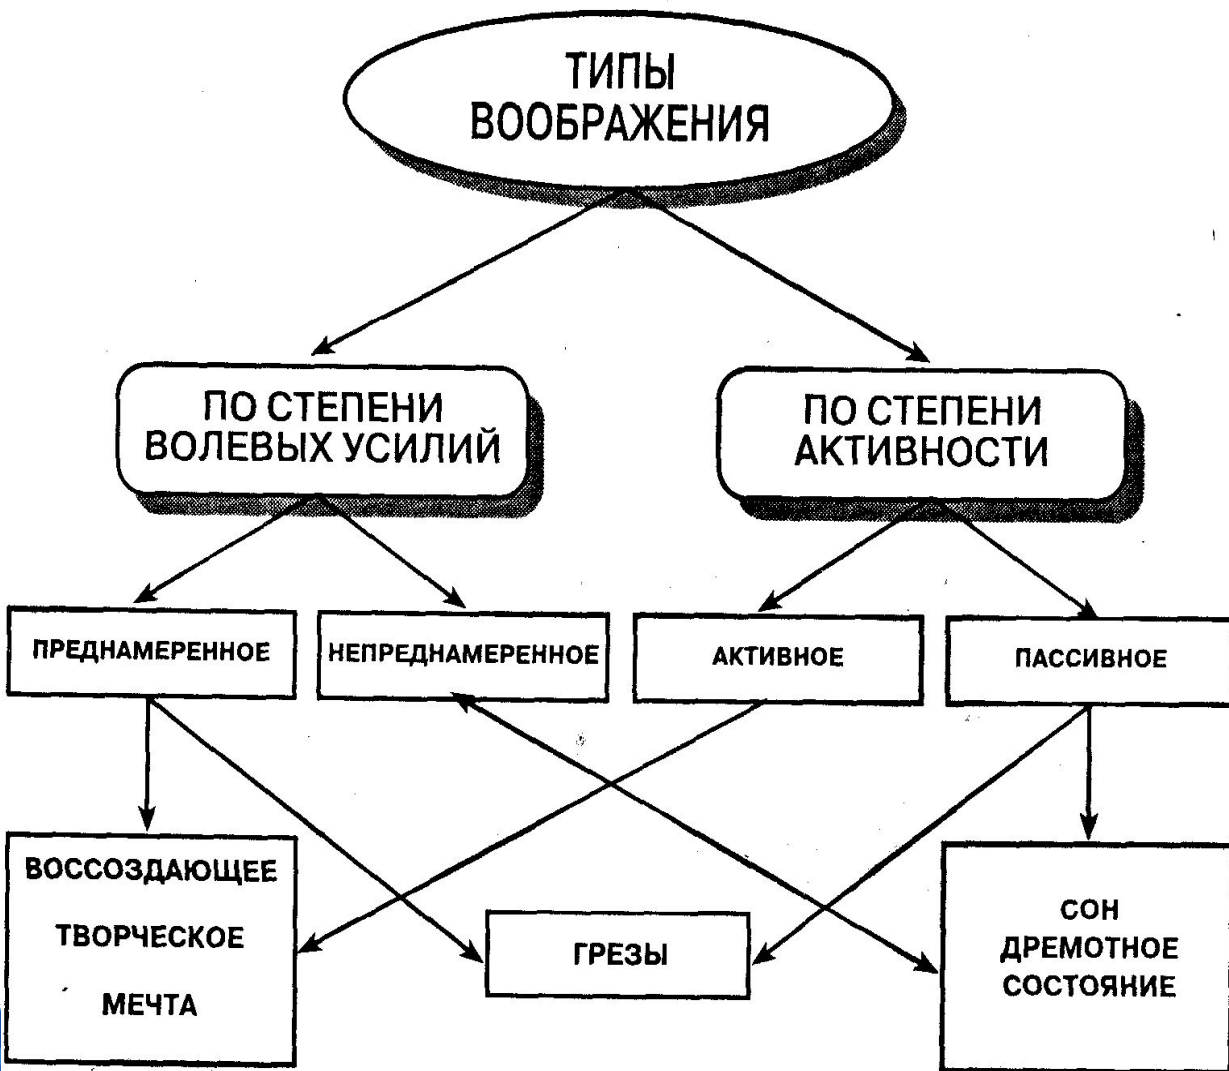 ТИПЫ
ВООБРАЖЕНИЯ
ПО СТЕПЕНИ
ВОЛЕВЫХ УСИЛИЙ
ПО СТЕПЕНИ
АКТИВНОСТИ
ПРЕДНАМЕРЕННОЕ
НЕПРЕДНАМЕРЕННОЕ
АКТИВНОЕ
ПАССИВНОЕ
ВОССОЗДАЮЩЕЕ
ТВОРЧЕСКОЕ
МЕЧТА
ГРЕЗЫ
СОН
ДРЕМОТНОЕ
СОСТОЯНИЕ